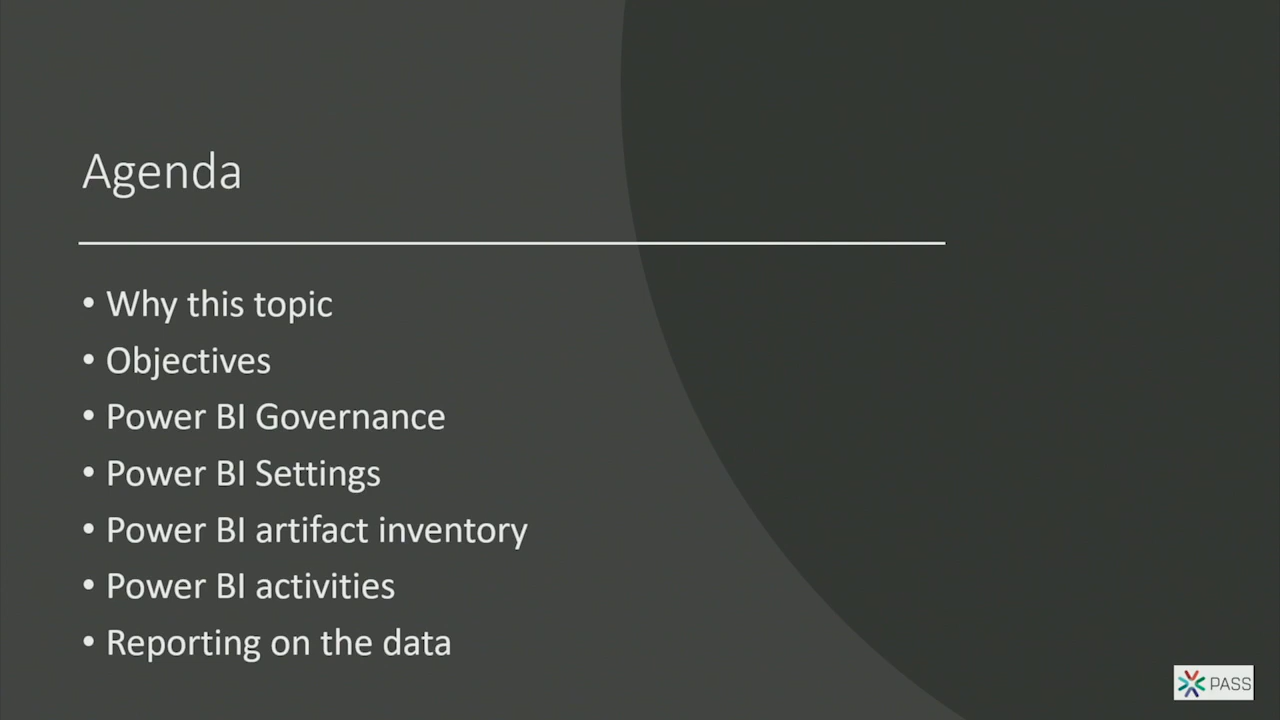 Agenda
• Why this topic
• Objectives
• Power BI Governance
• Power BI Settings
• Power BI artifact inventory
• Power BI activities
• Reporting on the data
PASS